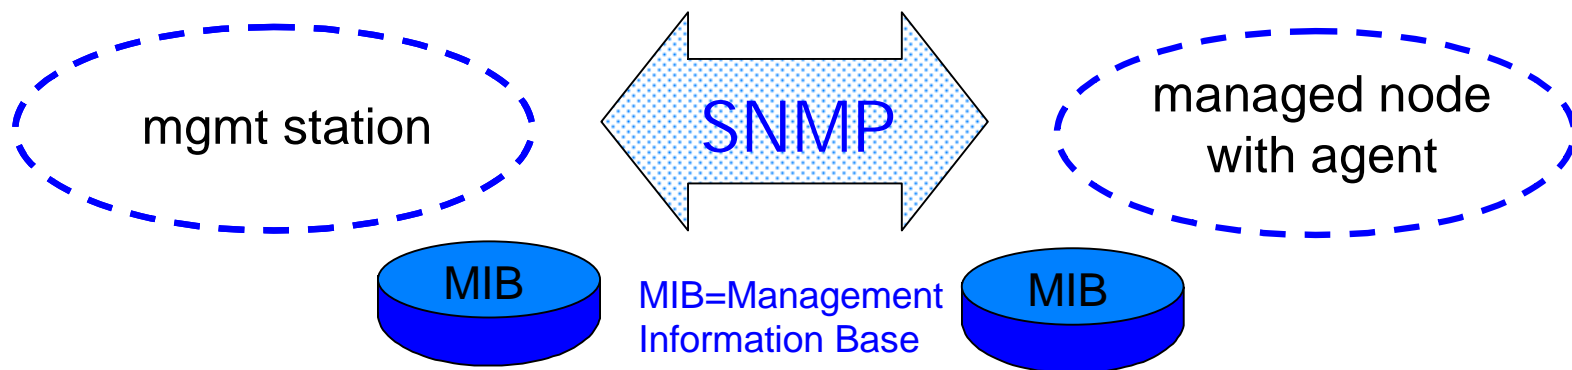 mgmt station
SNMP
managed node
with agent
MIB
MIB=Management
Information Base
MIB